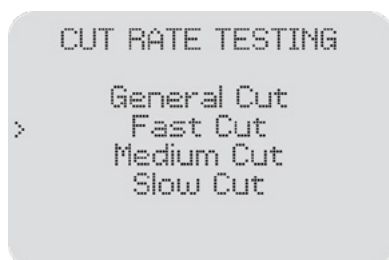 CUT RATE TESTING
General Cut
> Fast Cut
Medium Cut
Slow Cut